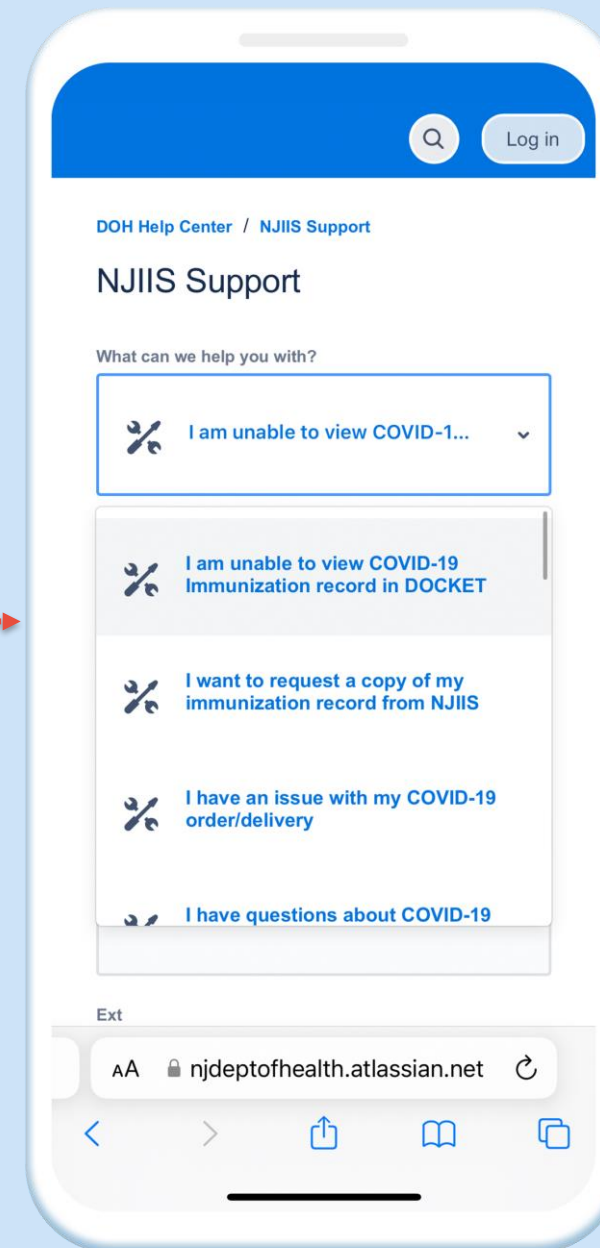 Log in
DOH Help Center / NJIIS Support
NJIIS Support
What can we help you with?
I am unable to view COVID-1...
I am unable to view COVID-19
Immunization record in DOCKET
I want to request a copy of my
immunization record from NJIIS
I have an issue with my COVID-19
order/delivery
I have questions about COVID-19
Ext
AA njdeptofhealth.atlassian.net